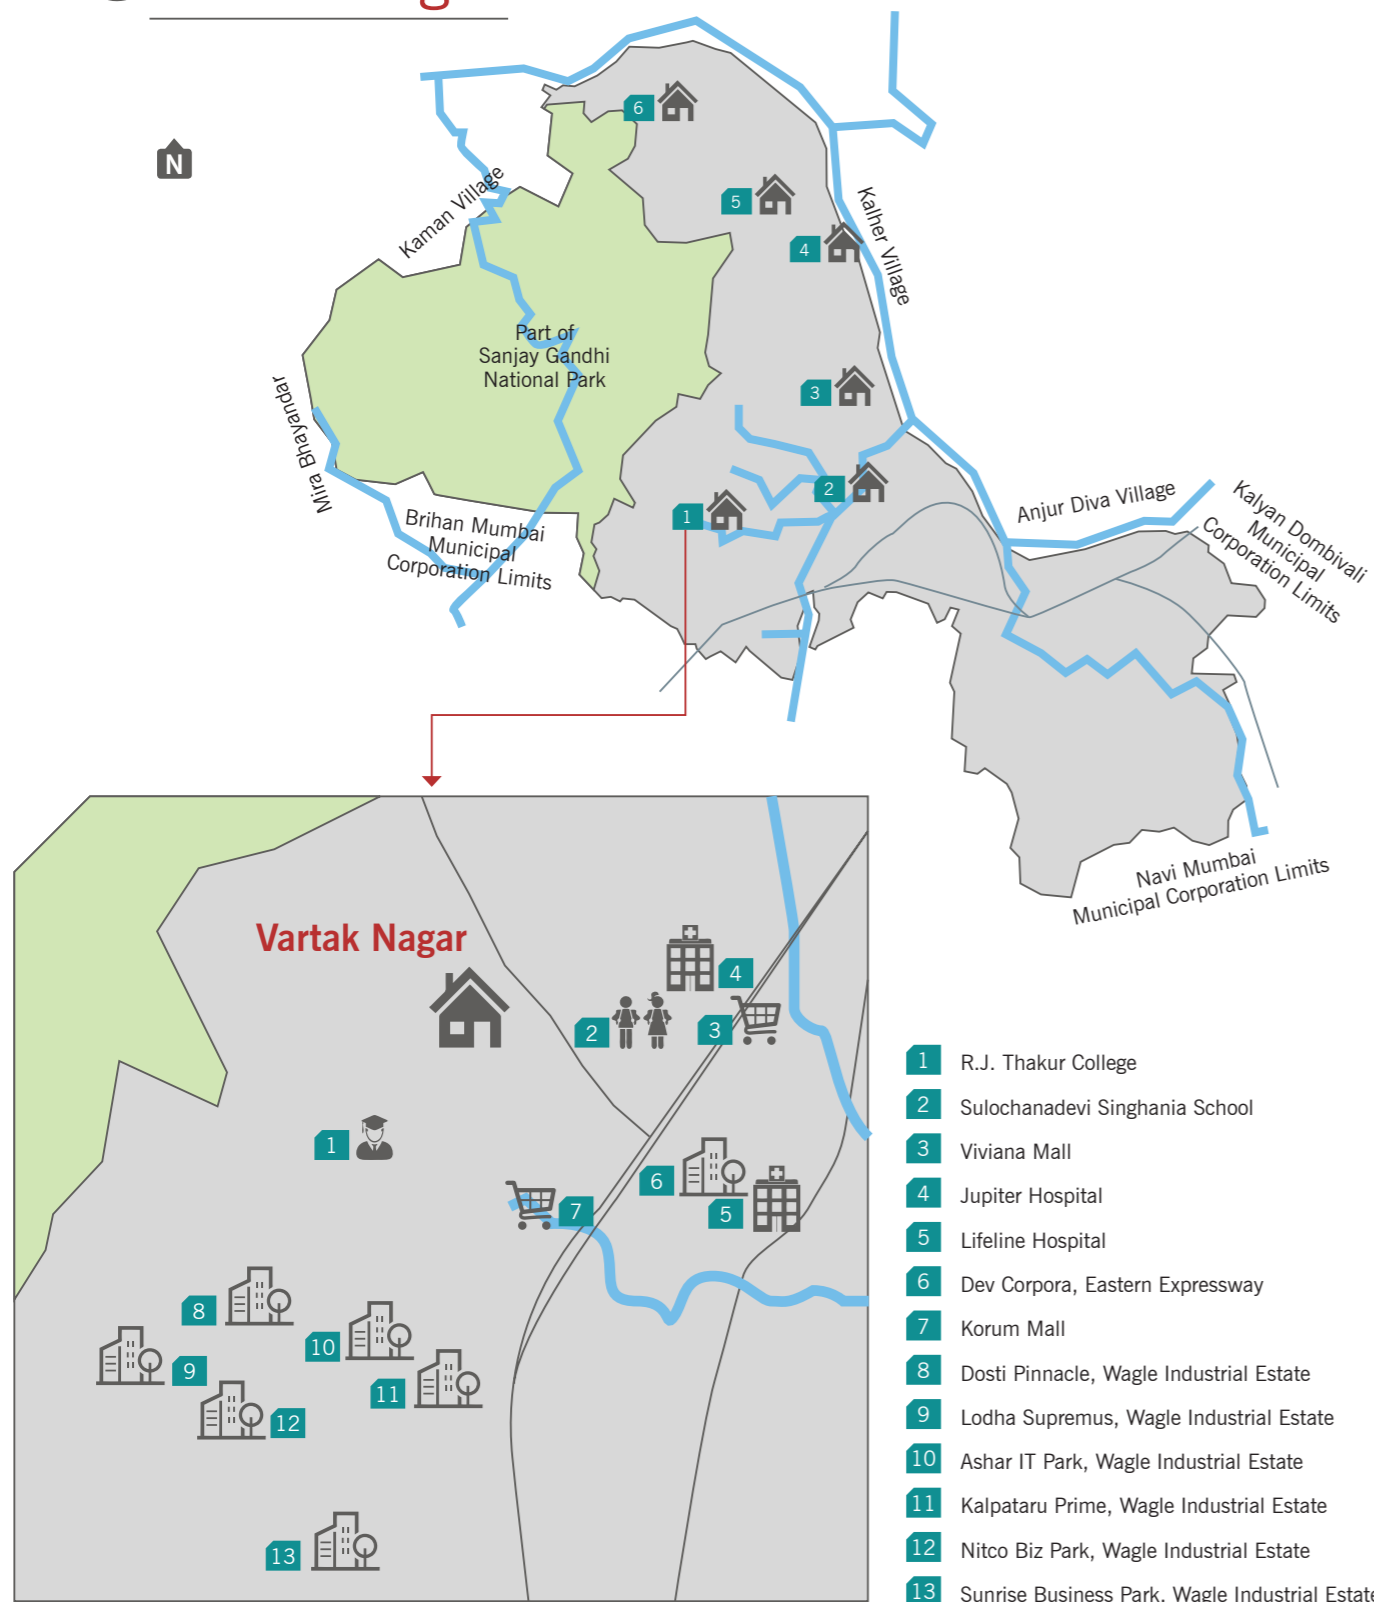 N
6
5
4
3
2
1
Kaman Village
Kalher Village
Part of
Sanjay Gandhi
National Park
Mira Bhayandar
Brihan Mumbai
Municipal
Corporation Limits
Anjur Diva Village
Kalyan Dombivali
Municipal
Corporation Limits
Navi Mumbai
Municipal Corporation Limits
Vartak Nagar
4
2
3
1
6
5
7
8
10
9
11
12
13
1 R.J. Thakur College
2 Sulochanadevi Singhania School
3 Viviana Mall
4 Jupiter Hospital
5 Lifeline Hospital
6 Dev Corpora, Eastern Expressway
7 Korum Mall
8 Dosti Pinnacle, Wagle Industrial Estate
9 Lodha Supremus, Wagle Industrial Estate
10 Ashar IT Park, Wagle Industrial Estate
11 Kalpataru Prime, Wagle Industrial Estate
12 Nitco Biz Park, Wagle Industrial Estate
13 Sunrise Business Park, Wagle Industrial Estate